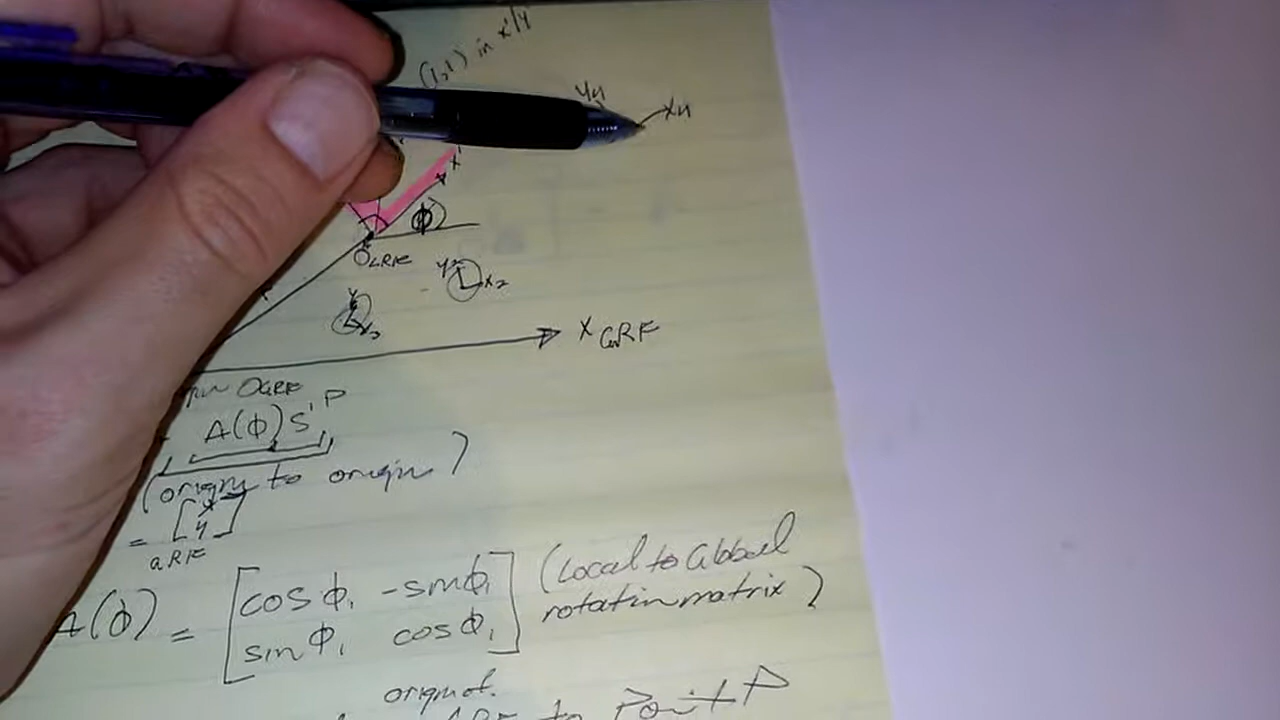 (1,1) in x'/y'
y4
x4
x'
ϕ
OLRF
y2 x2
x3
x GRF
OGRF
A(ϕ) S'P
(origin to origin)
= [x
y]
GRF
A(ϕ) = [cos ϕ1 -sin ϕ1
sin ϕ1 cos ϕ1] (Local to Global
rotation matrix)
origin of
to Point P